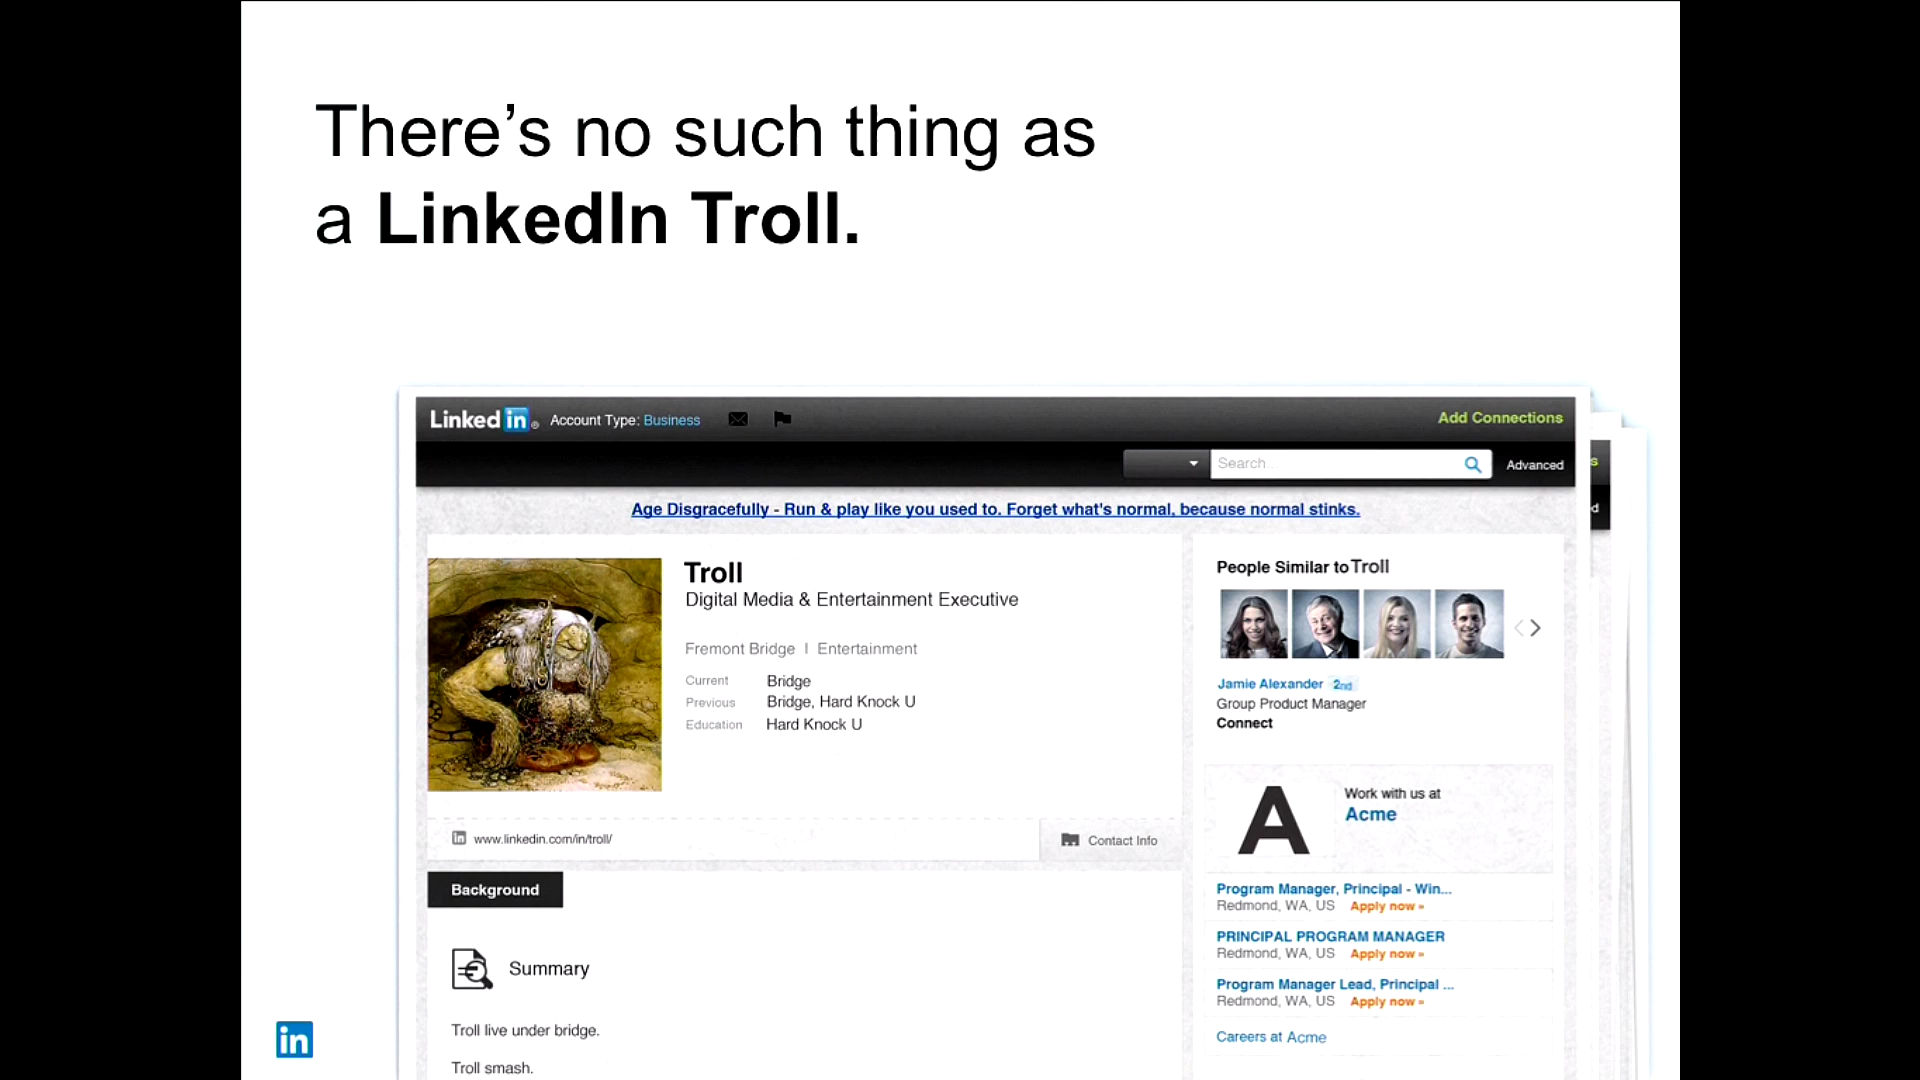 There's no such thing as
a LinkedIn Troll.
Linked in® Account Type: Business
Add Connections
Search...
Advanced
Age Disgracefully - Run & play like you used to. Forget what's normal, because normal stinks.
Troll
Digital Media & Entertainment Executive
Fremont Bridge | Entertainment
Current Bridge
Previous Bridge, Hard Knock U
Education Hard Knock U
in www.linkedin.com/in/troll/
Contact Info
Background
Summary
Troll live under bridge.
Troll smash.
People Similar to Troll
Jamie Alexander 2nd
Group Product Manager
Connect
A
Work with us at
Acme
Program Manager, Principal - Win...
Redmond, WA, US Apply now »
PRINCIPAL PROGRAM MANAGER
Redmond, WA, US Apply now »
Program Manager Lead, Principal ...
Redmond, WA, US Apply now »
Careers at Acme
s
d
in